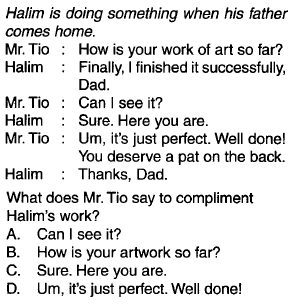 Halim is doing something when his father
comes home.
Mr. Tio : How is your work of art so far?
Halim : Finally, I finished it successfully,
Dad.
Mr. Tio : Can I see it?
Halim : Sure. Here you are.
Mr. Tio : Um, it's just perfect. Well done!
You deserve a pat on the back.
Halim : Thanks, Dad.
What does Mr. Tio say to compliment
Halim's work?
A. Can I see it?
B. How is your artwork so far?
C. Sure. Here you are.
D. Um, it's just perfect. Well done!